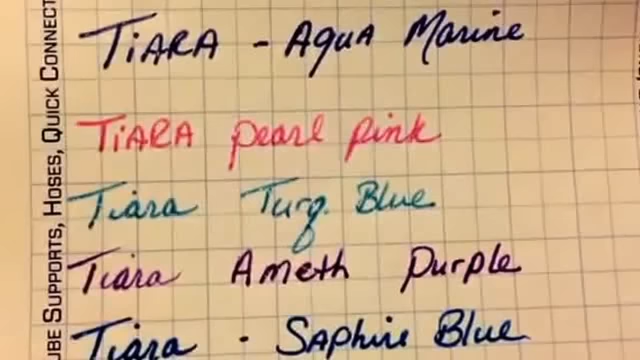 TiARA - AquA Marine
TiARA pearl pink
Tiara Turq. Blue
Tiara Ameth purple
Tiara - SAphire Blue
UBE SUPPORTS, HOSES, QUICK CONNECT